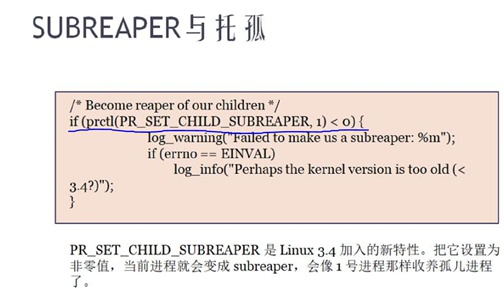 SUBREAPER与托孤
/* Become reaper of our children */
if (prctl(PR_SET_CHILD_SUBREAPER, 1) < 0) {
log_warning("Failed to make us a subreaper: %m");
if (errno == EINVAL)
log_info("Perhaps the kernel version is too old (<
3.4?)");
}
PR_SET_CHILD_SUBREAPER 是 Linux 3.4 加入的新特性。把它设置为
非零值，当前进程就会变成 subreaper，会像 1 号进程那样收养孤儿进程
了。